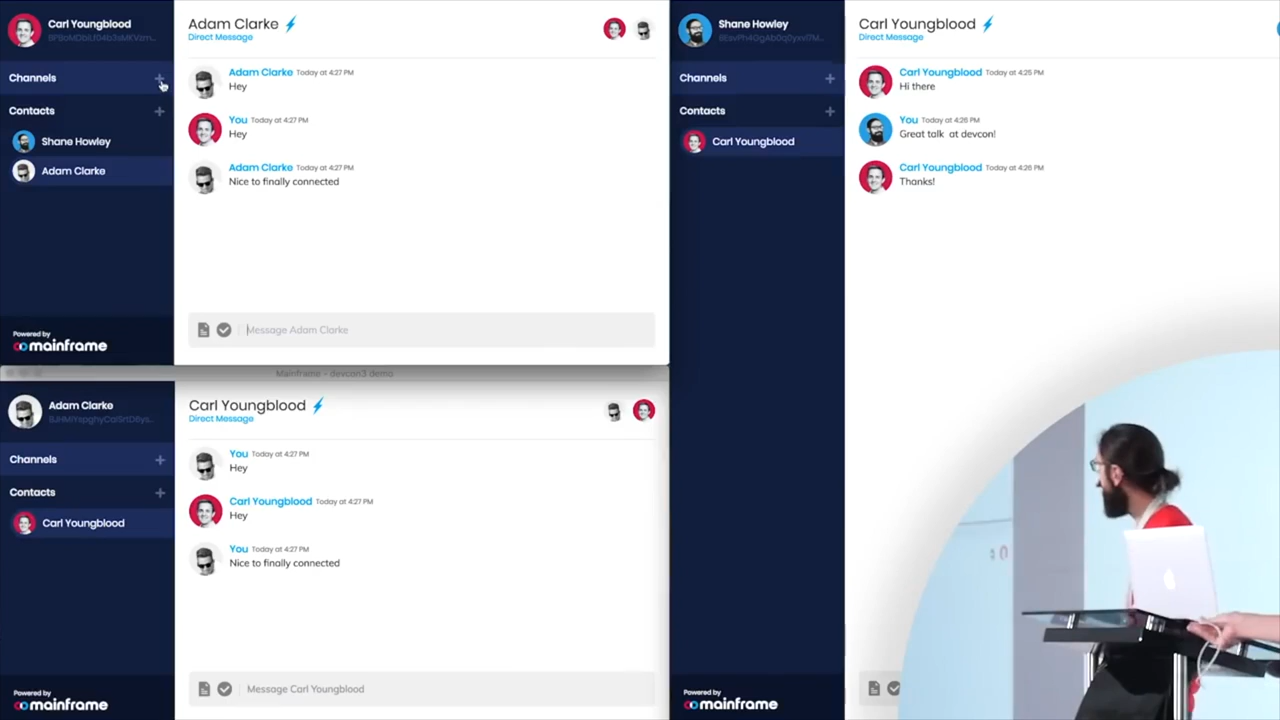 Carl Youngblood
Channels
Contacts
Shane Howley
Adam Clarke
Powered by
mainframe
Adam Clarke
Direct Message
Adam Clarke Today at 4:27 PM
Hey
You Today at 4:27 PM
Hey
Adam Clarke Today at 4:27 PM
Nice to finally connected
Message Adam Clarke
Mainframe - devcon3 demo
Adam Clarke
Channels
Contacts
Carl Youngblood
Powered by
mainframe
Carl Youngblood
Direct Message
You Today at 4:27 PM
Hey
Carl Youngblood Today at 4:27 PM
Hey
You Today at 4:27 PM
Nice to finally connected
Message Carl Youngblood
Shane Howley
Channels
Contacts
Carl Youngblood
Powered by
mainframe
Carl Youngblood
Direct Message
Carl Youngblood Today at 4:25 PM
Hi there
You Today at 4:26 PM
Great talk at devcon!
Carl Youngblood Today at 4:26 PM
Thanks!